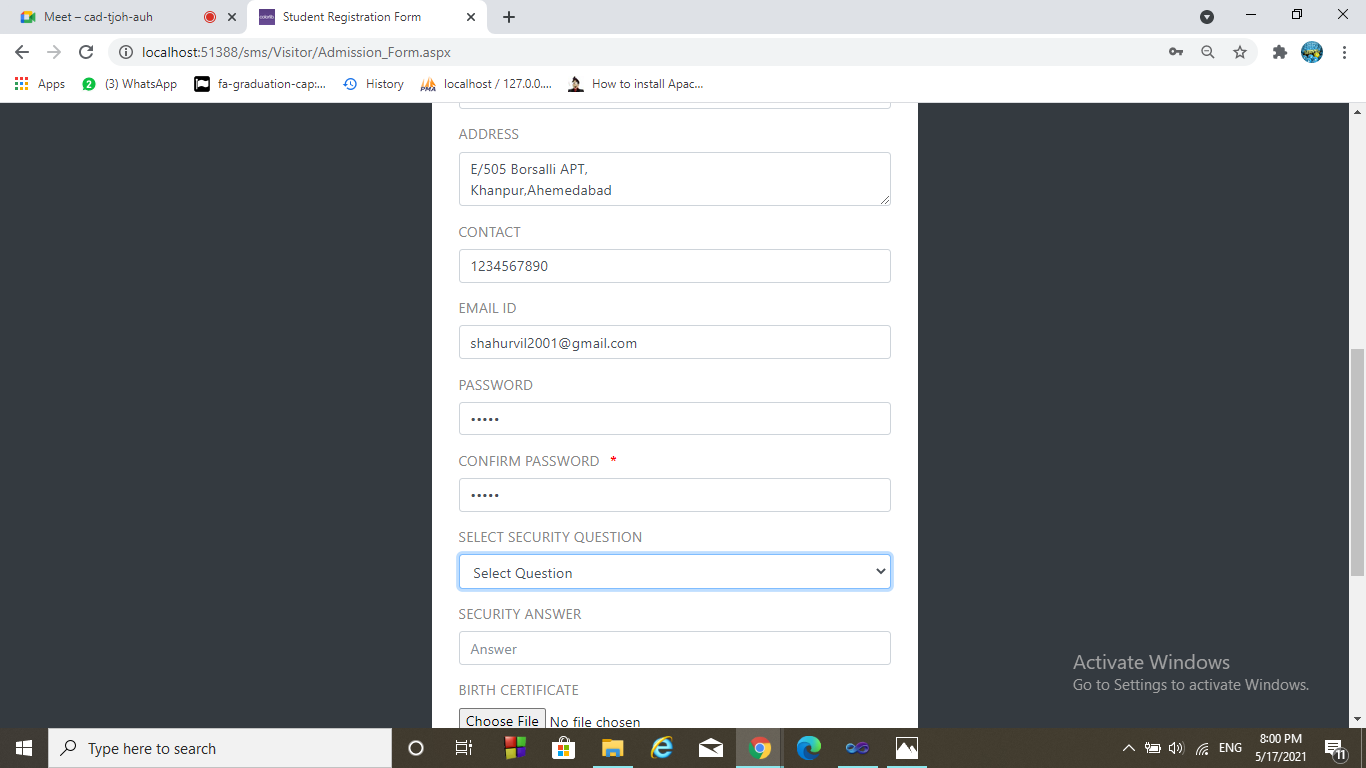 Meet – cad-tjoh-auh
Student Registration Form
localhost:51388/sms/Visitor/Admission_Form.aspx
Apps
2
(3) WhatsApp
fa-graduation-cap:...
History
PMA
localhost / 127.0.0....
How to install Apac...
ADDRESS
E/505 Borsalli APT,
Khanpur,Ahemedabad
CONTACT
1234567890
EMAIL ID
shahurvil2001@gmail.com
PASSWORD
•••••
CONFIRM PASSWORD *
•••••
SELECT SECURITY QUESTION
Select Question
SECURITY ANSWER
Answer
BIRTH CERTIFICATE
Choose File No file chosen
Activate Windows
Go to Settings to activate Windows.
Type here to search
ENG
8:00 PM
5/17/2021
11